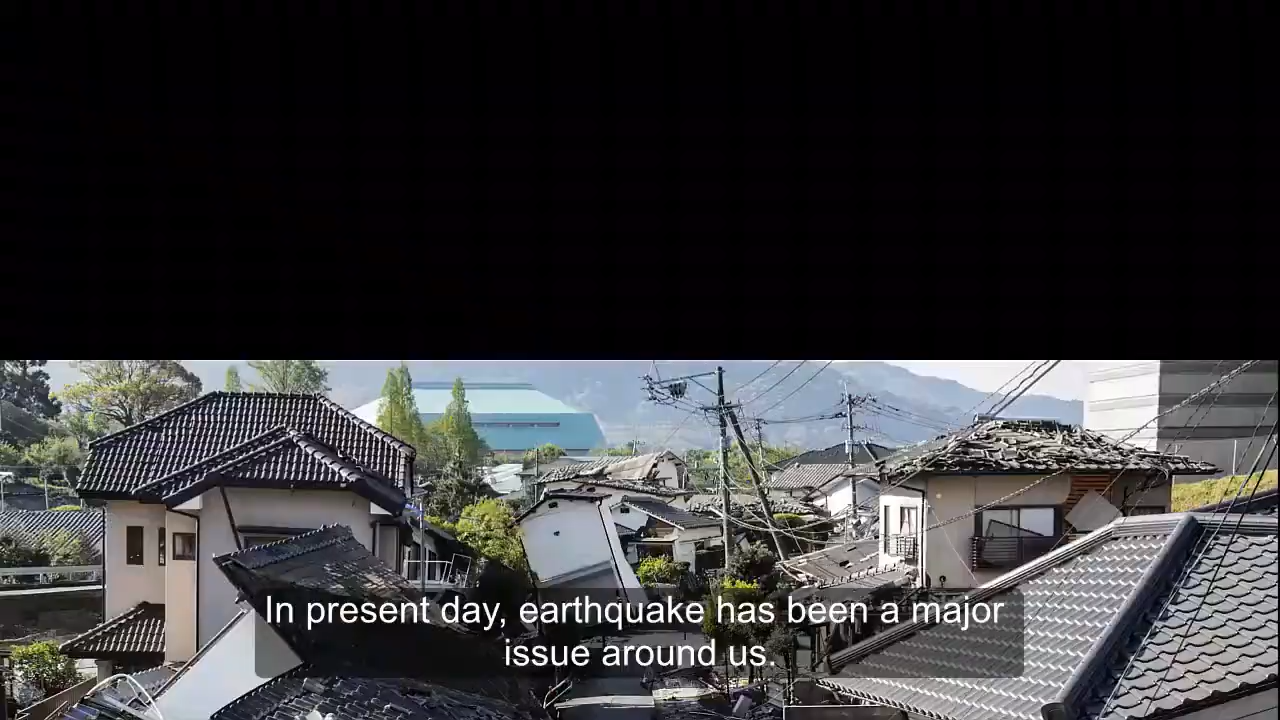 In present day, earthquake has been a major
issue around us.